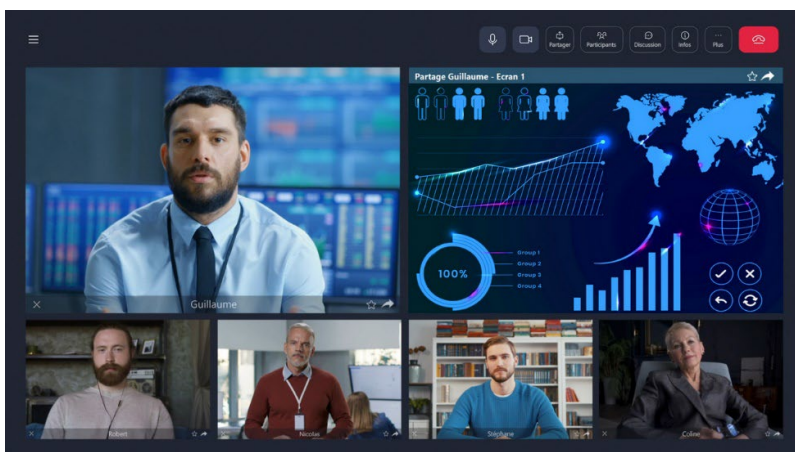 Partager Participants Discussion Infos Plus
Partage Guillaume - Ecran 1
100%
Group 1
Group 2
Group 3
Group 4
Guillaume
Robert Nicolas Stéphane Coline